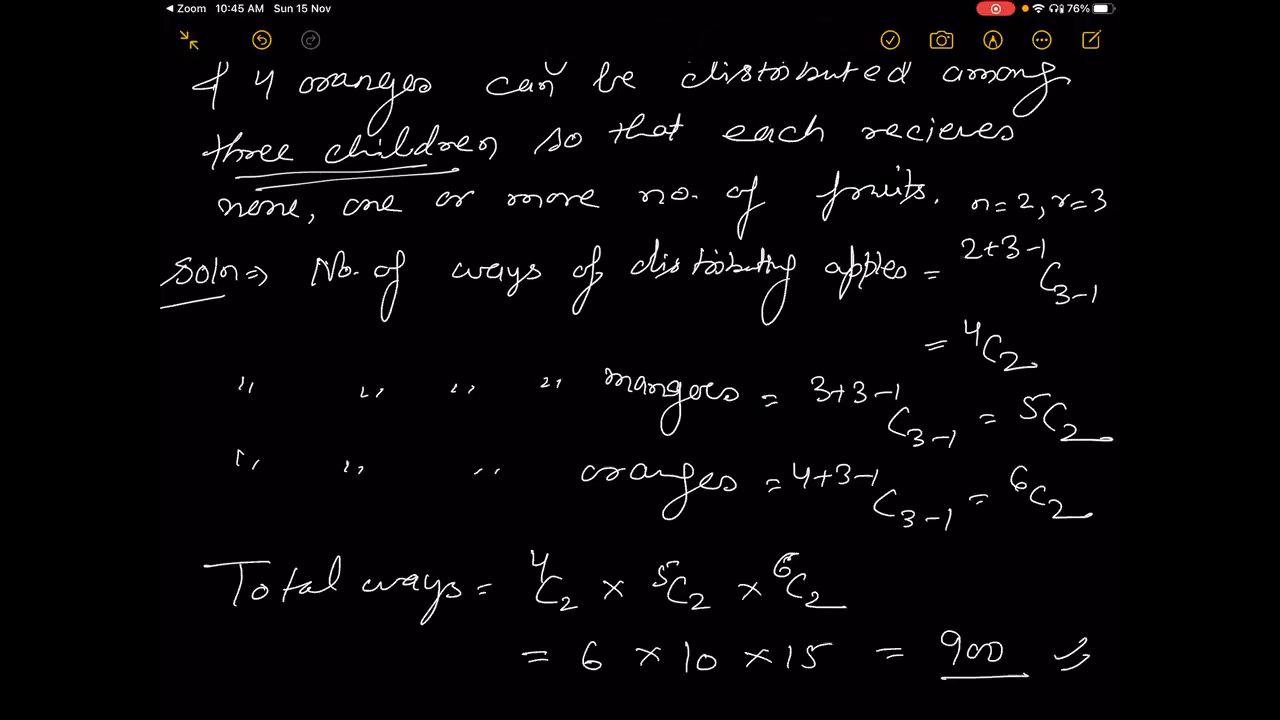 Zoom 10:45 AM Sun 15 Nov 76%
& 4 oranges can be distributed among
three children so that each recieves
none, one or more no. of fruits. n=2, r=3
Soln ⇒ No. of ways of distributing apples = ²⁺³⁻¹C₃₋₁
= ⁴C₂
" " " " mangoes = ³⁺³⁻¹C₃₋₁ = ⁵C₂
" " " oranges = ⁴⁺³⁻¹C₃₋₁ = ⁶C₂
Total ways = ⁴C₂ × ⁵C₂ × ⁶C₂
= 6 × 10 × 15 = 900